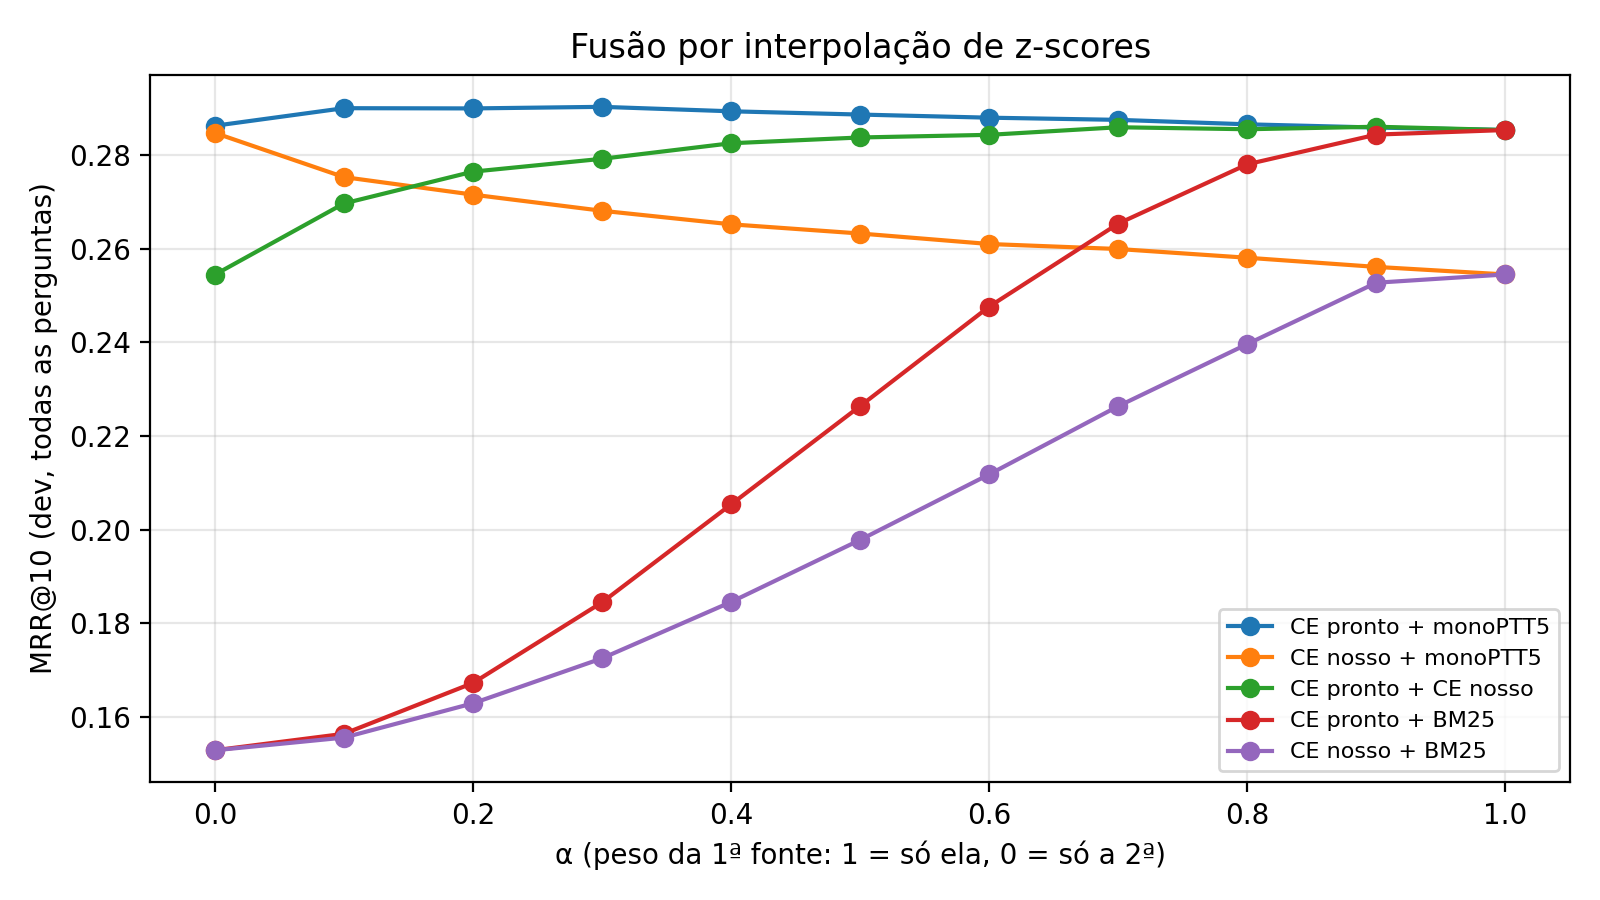 Fusão por interpolação de z-scores
MRR@10 (dev, todas as perguntas)
0.28
0.26
0.24
0.22
0.20
0.18
0.16
CE pronto + monoPTT5
CE nosso + monoPTT5
CE pronto + CE nosso
CE pronto + BM25
CE nosso + BM25
0.0 0.2 0.4 0.6 0.8 1.0
α (peso da 1ª fonte: 1 = só ela, 0 = só a 2ª)